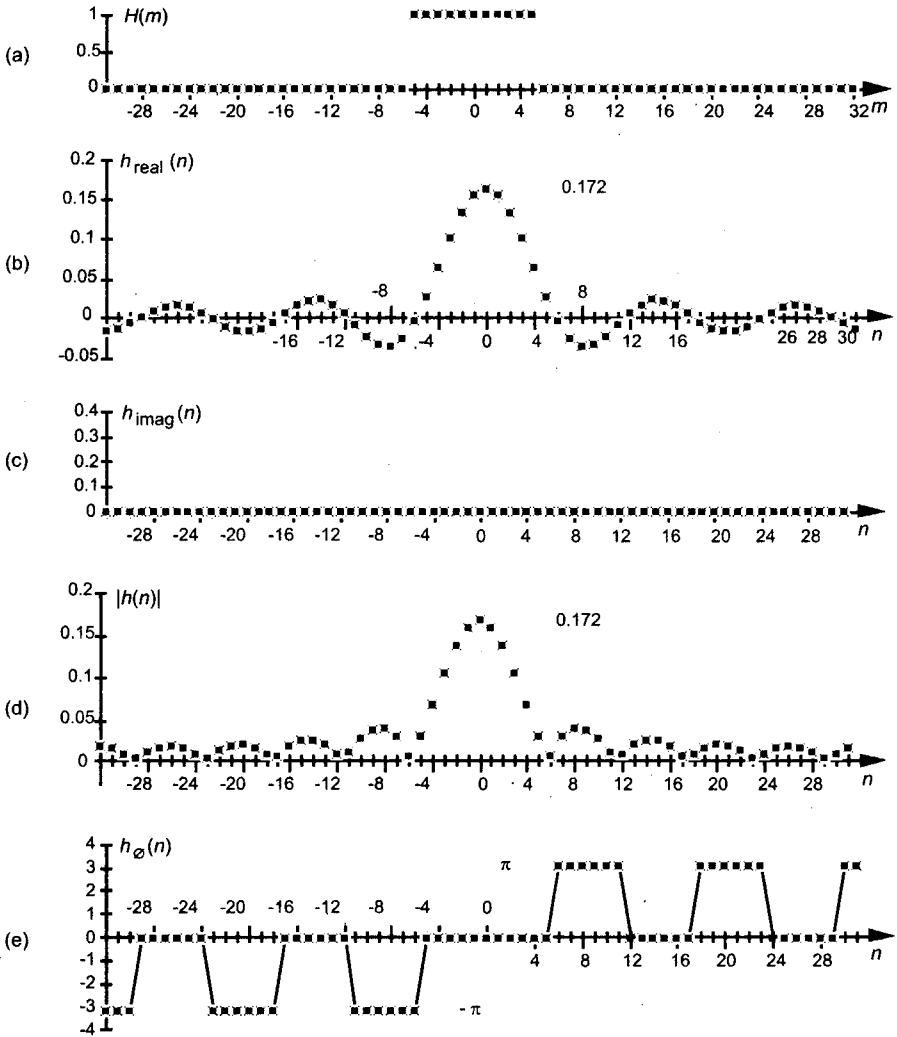 (a)
H(m)
1
0.5
0
-28 -24 -20 -16 -12 -8 -4 0 4 8 12 16 20 24 28 32 m
(b)
h real (n)
0.2
0.15
0.1
0.05
0
-0.05
0.172
-8 8
-16 -12 -4 0 4 12 16 26 28 30 n
(c)
h imag (n)
0.4
0.3
0.2
0.1
0
-28 -24 -20 -16 -12 -8 -4 0 4 8 12 16 20 24 28 n
(d)
|h(n)|
0.2
0.15
0.1
0.05
0
0.172
-28 -24 -20 -16 -12 -8 -4 0 4 8 12 16 20 24 28 n
(e)
h∅(n)
4
3
2
1
0
-1
-2
-3
-4
π
-28 -24 -20 -16 -12 -8 -4 0
4 8 12 16 20 24 28 n
-π